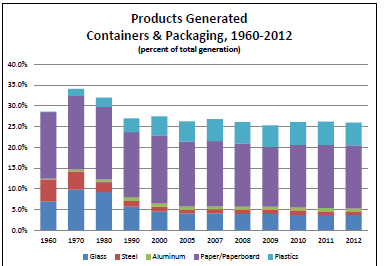 Products Generated
Containers & Packaging, 1960-2012
(percent of total generation)
40.0%
35.0%
30.0%
25.0%
20.0%
15.0%
10.0%
5.0%
0.0%
1960 1970 1980 1990 2000 2005 2007 2008 2009 2010 2011 2012
Glass Steel Aluminum Paper/Paperboard Plastics